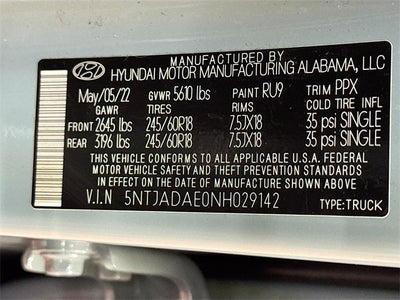 MANUFACTURED BY
HYUNDAI MOTOR MANUFACTURING ALABAMA, LLC
May/05/22 GVWR 5610 lbs PAINT RU9 TRIM PPX
GAWR TIRES RIMS COLD TIRE INFL
FRONT 2645 lbs 245/60R18 7.5JX18 35 psi SINGLE
REAR 3196 lbs 245/60R18 7.5JX18 35 psi SINGLE
THIS VEHICLE CONFORMS TO ALL APPLICABLE U.S.A. FEDERAL
MOTOR VEHICLE SAFETY AND THEFT PREVENTION STANDARDS
IN EFFECT ON THE DATE OF MANUFACTURE SHOWN ABOVE.
V.I.N 5NTJADAE0NH029142 TYPE:TRUCK